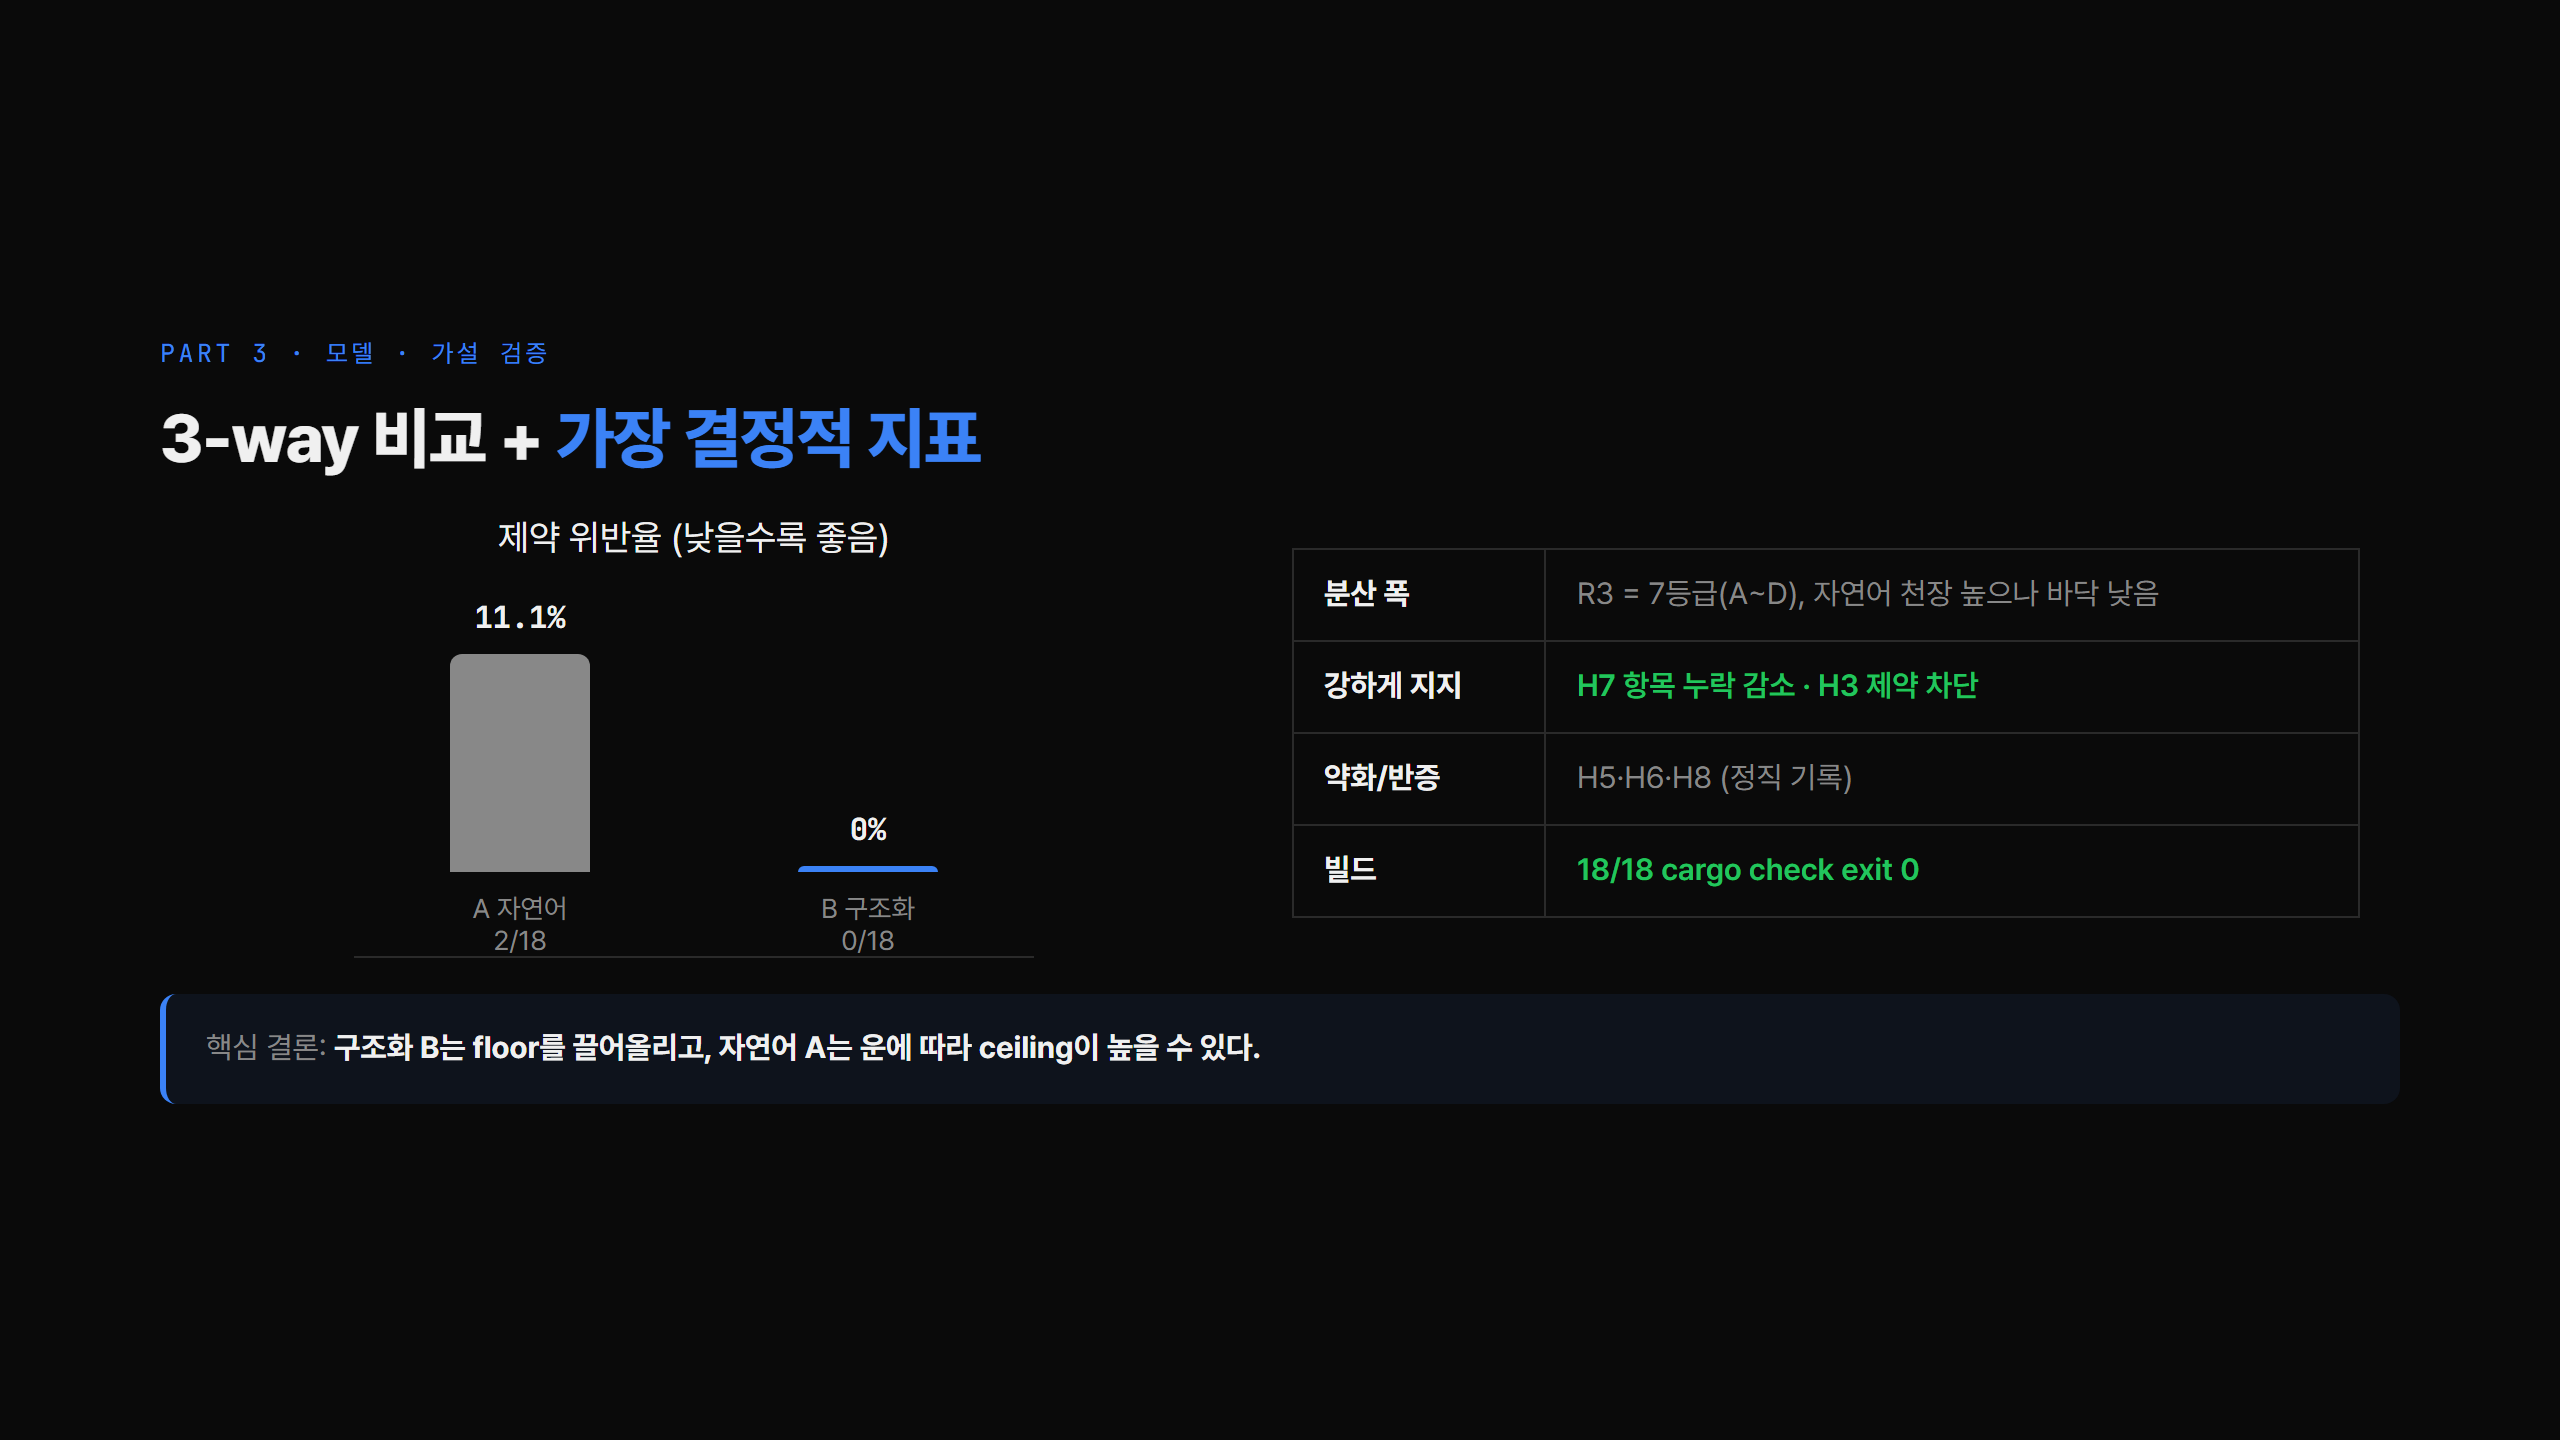 PART 3 · 모델 · 가설 검증
3-way 비교 + 가장 결정적 지표
제약 위반율 (낮을수록 좋음)
11.1%
0%
A 자연어
2/18
B 구조화
0/18
분산 폭
R3 = 7등급(A~D), 자연어 천장 높으나 바닥 낮음
강하게 지지
H7 항목 누락 감소 · H3 제약 차단
약화/반증
H5·H6·H8 (정직 기록)
빌드
18/18 cargo check exit 0
핵심 결론: 구조화 B는 floor를 끌어올리고, 자연어 A는 운에 따라 ceiling이 높을 수 있다.